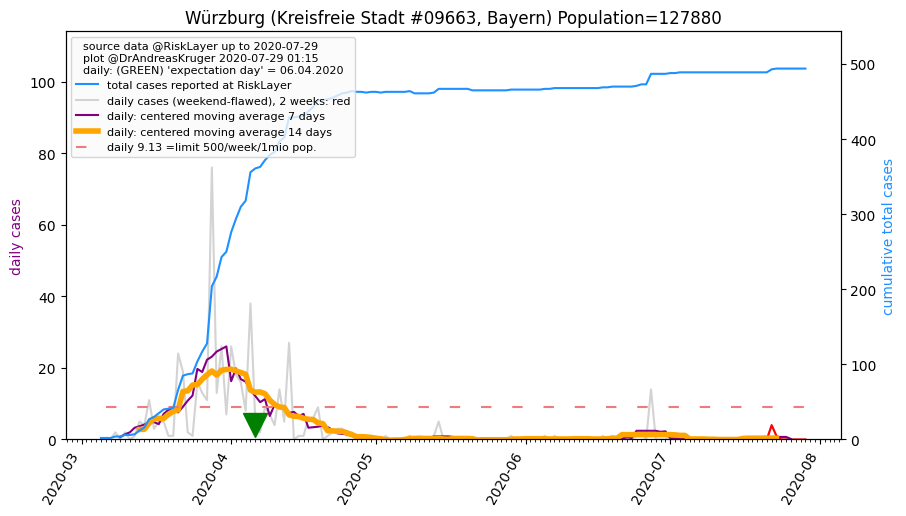 Würzburg (Kreisfreie Stadt #09663, Bayern) Population=127880
source data @RiskLayer up to 2020-07-29
plot @DrAndreasKruger 2020-07-29 01:15
daily: (GREEN) 'expectation day' = 06.04.2020
total cases reported at RiskLayer
daily cases (weekend-flawed), 2 weeks: red
daily: centered moving average 7 days
daily: centered moving average 14 days
daily 9.13 =limit 500/week/1mio pop.
daily cases
100
80
60
40
20
0
cumulative total cases
500
400
300
200
100
0
2020-03
2020-04
2020-05
2020-06
2020-07
2020-08